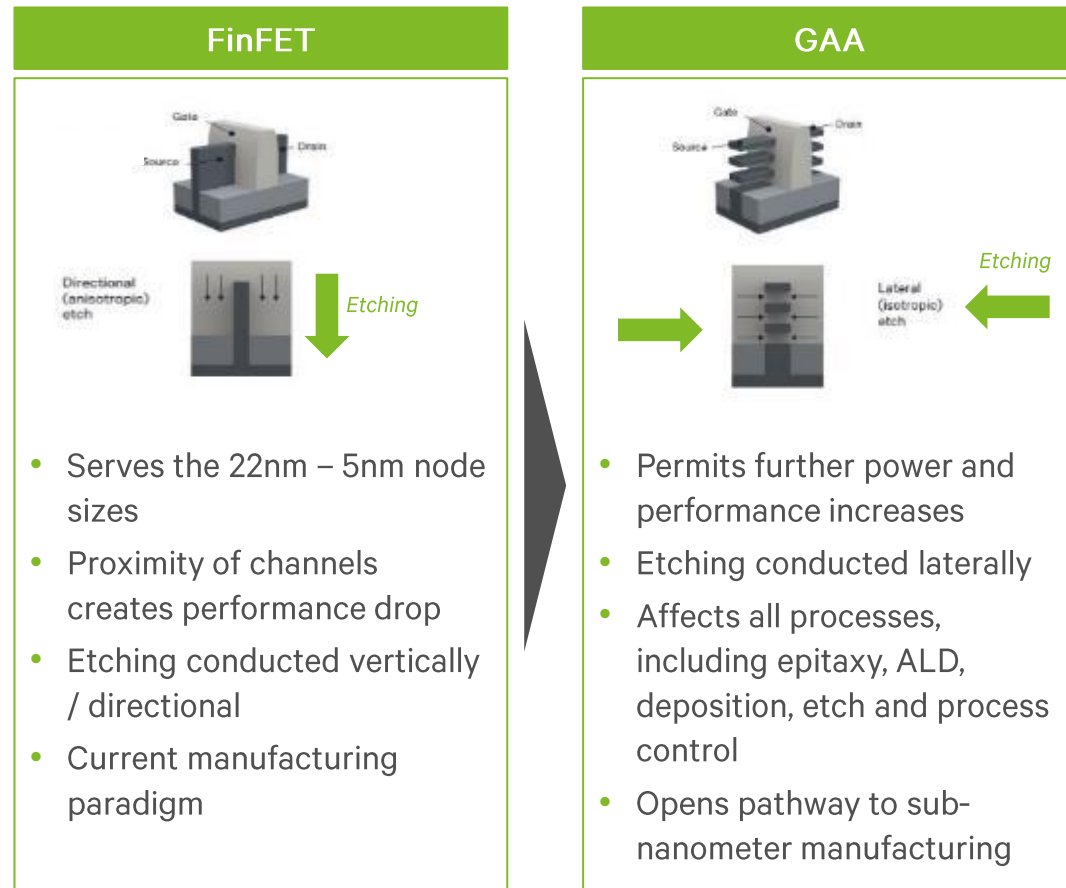 FinFET
Gate
Source
Drain
Directional
(anisotropic)
etch
Etching
• Serves the 22nm – 5nm node
sizes
• Proximity of channels
creates performance drop
• Etching conducted vertically
/ directional
• Current manufacturing
paradigm
GAA
Gate
Source
Drain
Etching
Lateral
(isotropic)
etch
• Permits further power and
performance increases
• Etching conducted laterally
• Affects all processes,
including epitaxy, ALD,
deposition, etch and process
control
• Opens pathway to sub-
nanometer manufacturing